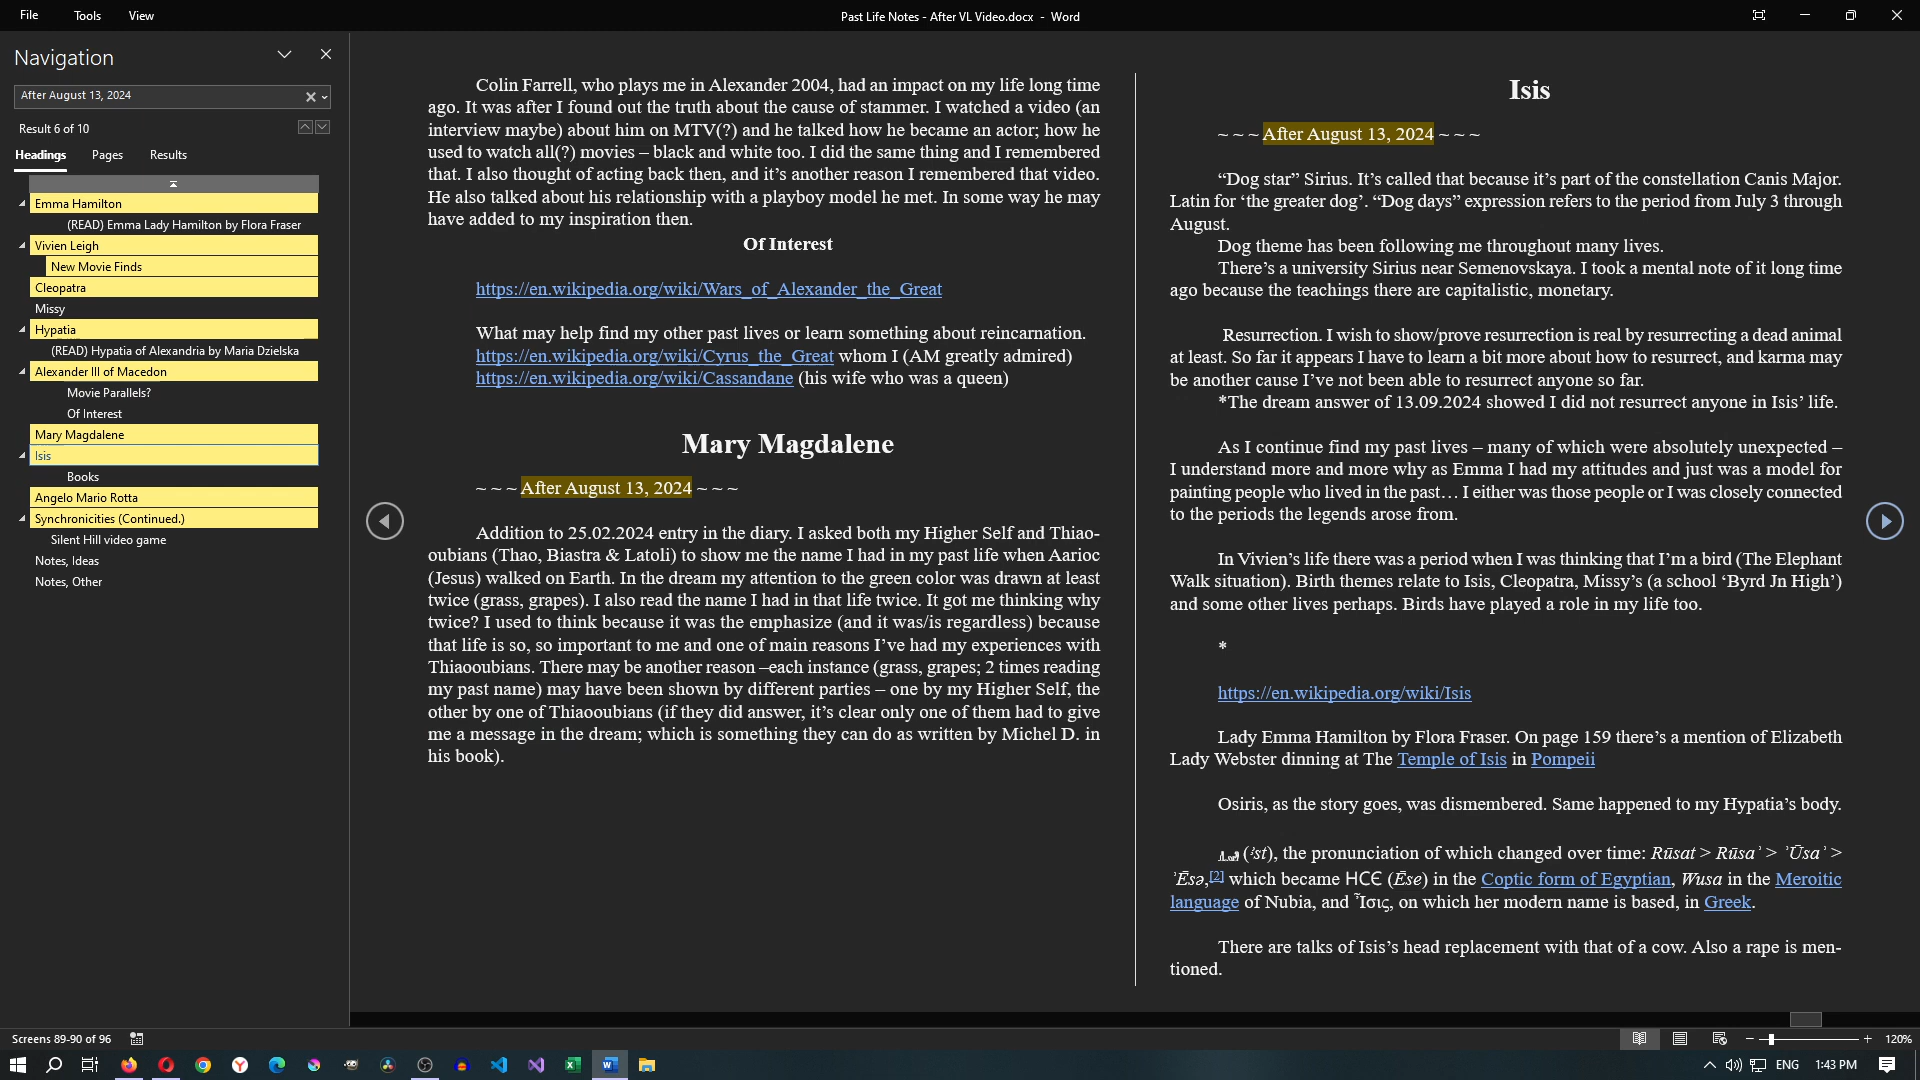 File
Tools
View
Past Life Notes - After VL Video.docx - Word
Navigation
After August 13, 2024
Result 6 of 10
Headings
Pages
Results
Emma Hamilton
(READ) Emma Lady Hamilton by Flora Fraser
Vivien Leigh
New Movie Finds
Cleopatra
Missy
Hypatia
(READ) Hypatia of Alexandria by Maria Dzielska
Alexander III of Macedon
Movie Parallels?
Of Interest
Mary Magdalene
Isis
Books
Angelo Mario Rotta
Synchronicities (Continued.)
Silent Hill video game
Notes, Ideas
Notes, Other
Colin Farrell, who plays me in Alexander 2004, had an impact on my life long time
ago. It was after I found out the truth about the cause of stammer. I watched a video (an
interview maybe) about him on MTV(?) and he talked how he became an actor; how he
used to watch all(?) movies – black and white too. I did the same thing and I remembered
that. I also thought of acting back then, and it's another reason I remembered that video.
He also talked about his relationship with a playboy model he met. In some way he may
have added to my inspiration then.
Of Interest
https://en.wikipedia.org/wiki/Wars_of_Alexander_the_Great
What may help find my other past lives or learn something about reincarnation.
https://en.wikipedia.org/wiki/Cyrus_the_Great whom I (AM greatly admired)
https://en.wikipedia.org/wiki/Cassandane (his wife who was a queen)
Mary Magdalene
~ ~ ~ After August 13, 2024 ~ ~ ~
Addition to 25.02.2024 entry in the diary. I asked both my Higher Self and Thiao-
oubians (Thao, Biastra & Latoli) to show me the name I had in my past life when Aarioc
(Jesus) walked on Earth. In the dream my attention to the green color was drawn at least
twice (grass, grapes). I also read the name I had in that life twice. It got me thinking why
twice? I used to think because it was the emphasize (and it was/is regardless) because
that life is so, so important to me and one of main reasons I've had my experiences with
Thiaooubians. There may be another reason –each instance (grass, grapes; 2 times reading
my past name) may have been shown by different parties – one by my Higher Self, the
other by one of Thiaooubians (if they did answer, it's clear only one of them had to give
me a message in the dream; which is something they can do as written by Michel D. in
his book).
Isis
~ ~ ~ After August 13, 2024 ~ ~ ~
“Dog star” Sirius. It’s called that because it’s part of the constellation Canis Major.
Latin for ‘the greater dog’. “Dog days” expression refers to the period from July 3 through
August.
Dog theme has been following me throughout many lives.
There’s a university Sirius near Semenovskaya. I took a mental note of it long time
ago because the teachings there are capitalistic, monetary.
Resurrection. I wish to show/prove resurrection is real by resurrecting a dead animal
at least. So far it appears I have to learn a bit more about how to resurrect, and karma may
be another cause I’ve not been able to resurrect anyone so far.
*The dream answer of 13.09.2024 showed I did not resurrect anyone in Isis’ life.
As I continue find my past lives – many of which were absolutely unexpected –
I understand more and more why as Emma I had my attitudes and just was a model for
painting people who lived in the past… I either was those people or I was closely connected
to the periods the legends arose from.
In Vivien’s life there was a period when I was thinking that I’m a bird (The Elephant
Walk situation). Birth themes relate to Isis, Cleopatra, Missy’s (a school ‘Byrd Jn High’)
and some other lives perhaps. Birds have played a role in my life too.
*
https://en.wikipedia.org/wiki/Isis
Lady Emma Hamilton by Flora Fraser. On page 159 there’s a mention of Elizabeth
Lady Webster dinning at The Temple of Isis in Pompeii
Osiris, as the story goes, was dismembered. Same happened to my Hypatia’s body.
(ꜣst), the pronunciation of which changed over time: Rūsat > Rūsaʾ > ʾŪsaʾ >
ʾĒsə,[2] which became ΗСЄ (Ēse) in the Coptic form of Egyptian, Wusa in the Meroitic
language of Nubia, and Ἶσις, on which her modern name is based, in Greek.
There are talks of Isis’s head replacement with that of a cow. Also a rape is men-
tioned.
Screens 89-90 of 96
120%
ENG
1:43 PM